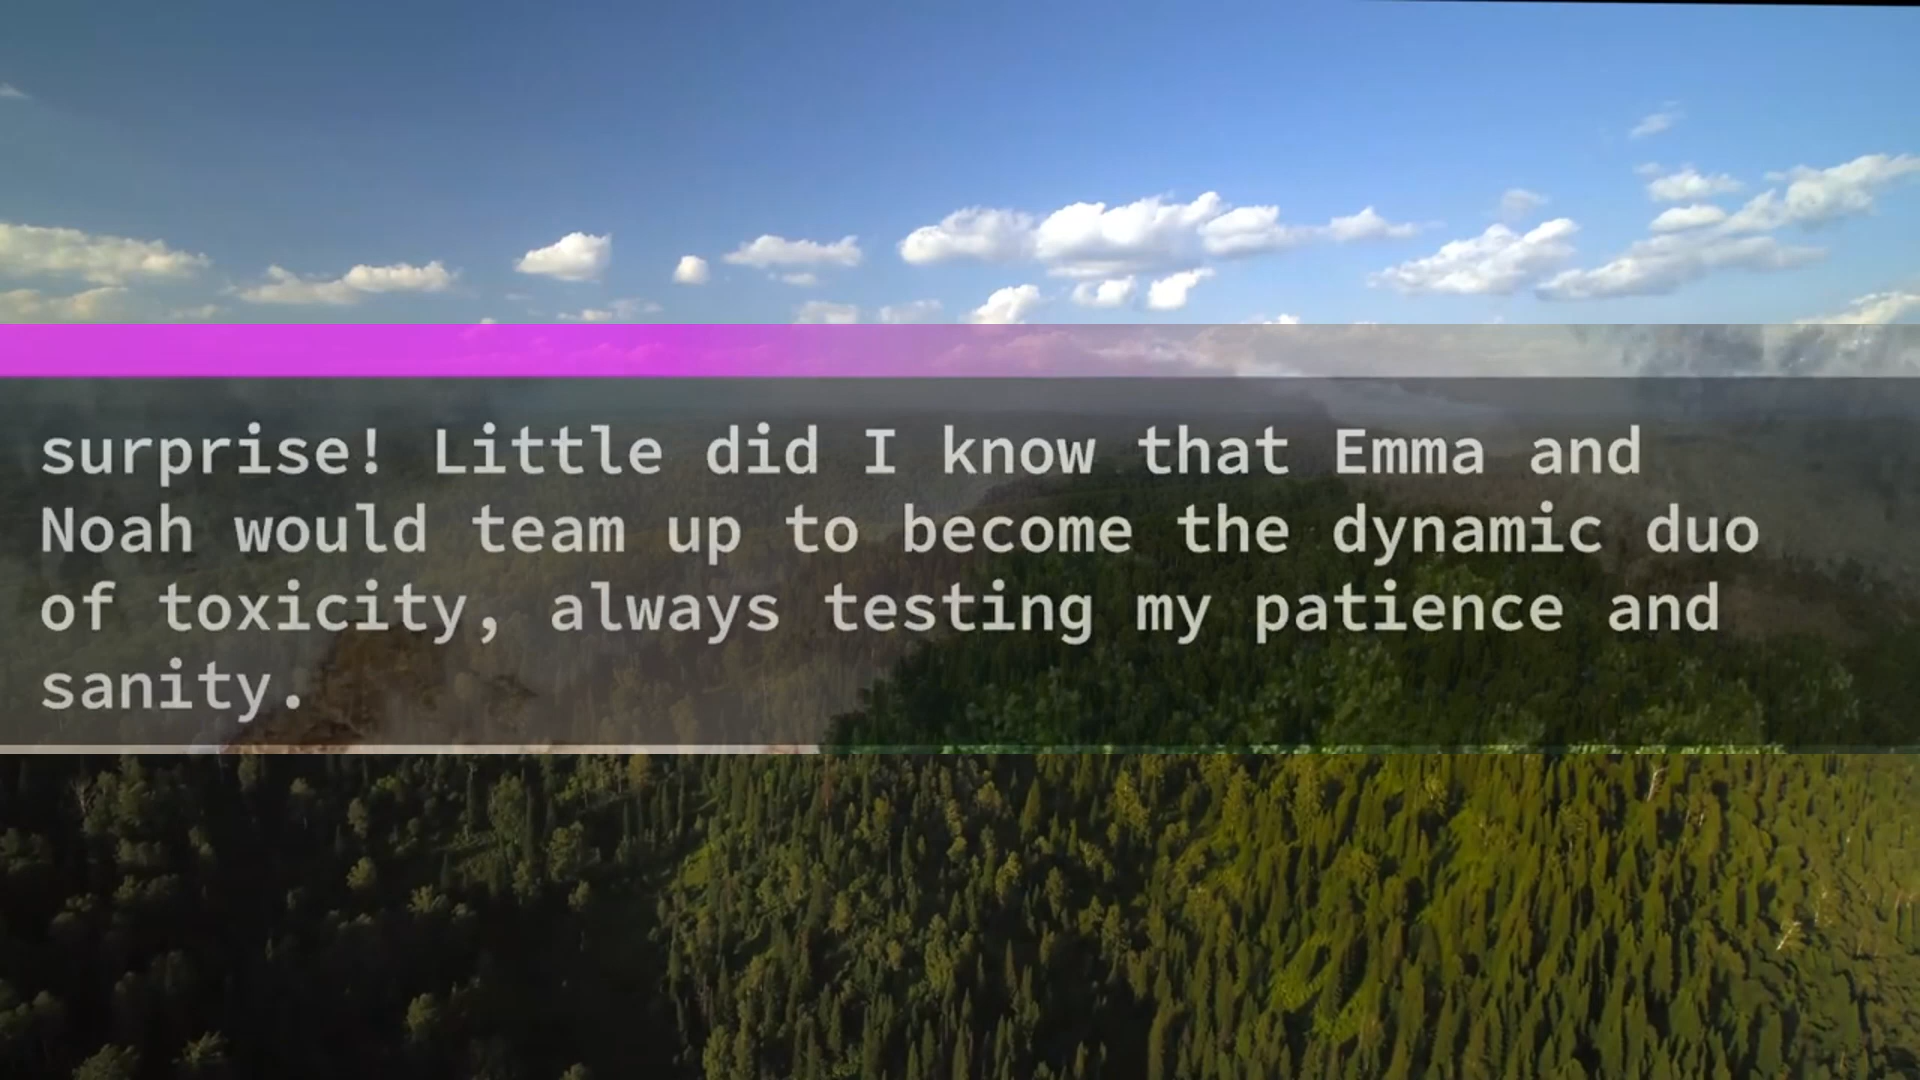 surprise! Little did I know that Emma and
Noah would team up to become the dynamic duo
of toxicity, always testing my patience and
sanity.